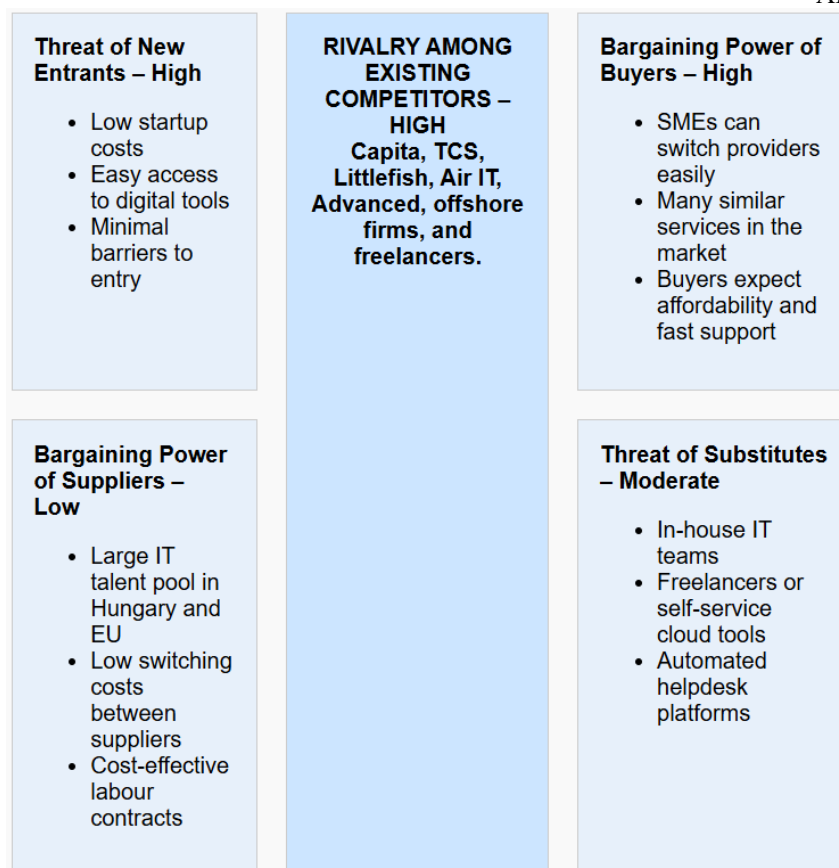 Threat of New
Entrants – High
• Low startup
costs
• Easy access
to digital tools
• Minimal
barriers to
entry
RIVALRY AMONG
EXISTING
COMPETITORS –
HIGH
Capita, TCS,
Littlefish, Air IT,
Advanced, offshore
firms, and
freelancers.
Bargaining Power of
Buyers – High
• SMEs can
switch providers
easily
• Many similar
services in the
market
• Buyers expect
affordability and
fast support
Bargaining Power
of Suppliers –
Low
• Large IT
talent pool in
Hungary and
EU
• Low switching
costs
between
suppliers
• Cost-effective
labour
contracts
Threat of Substitutes
– Moderate
• In-house IT
teams
• Freelancers or
self-service
cloud tools
• Automated
helpdesk
platforms